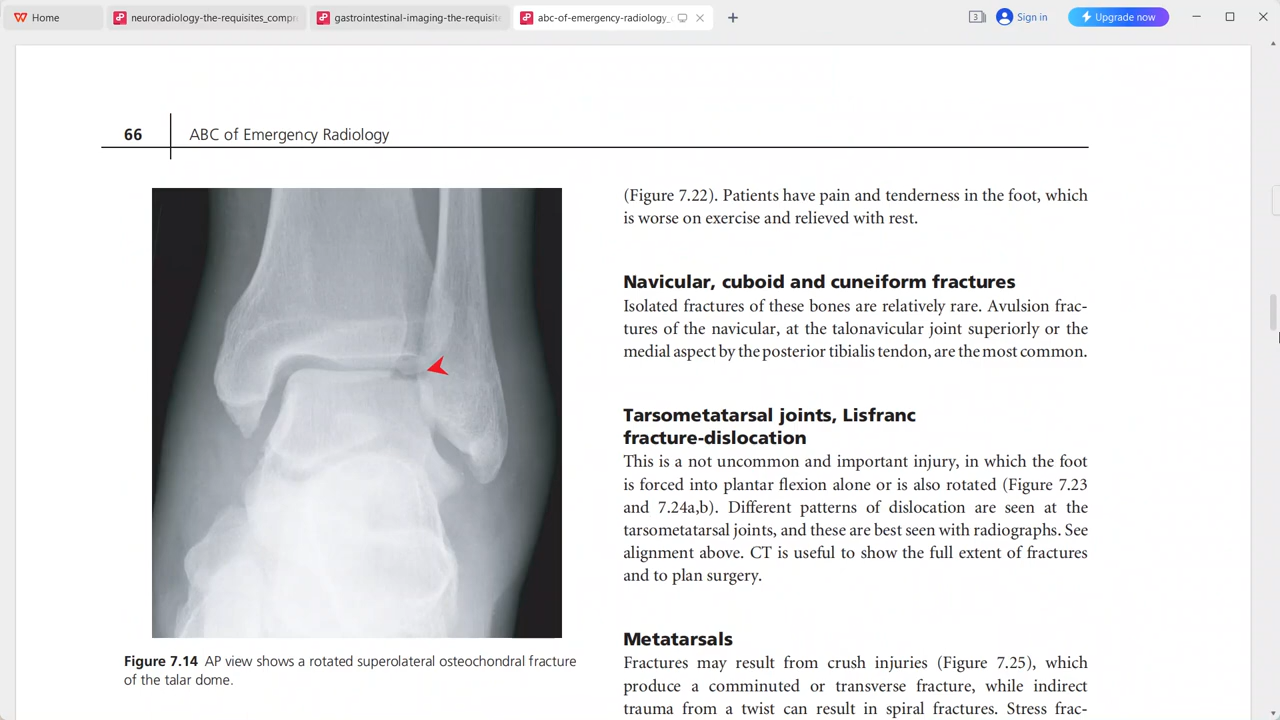 Home
neuroradiology-the-requisites_compr
gastrointestinal-imaging-the-requisite
abc-of-emergency-radiology_
3
Sign in
Upgrade now
66
ABC of Emergency Radiology
Figure 7.14 AP view shows a rotated superolateral osteochondral fracture
of the talar dome.
(Figure 7.22). Patients have pain and tenderness in the foot, which
is worse on exercise and relieved with rest.
Navicular, cuboid and cuneiform fractures
Isolated fractures of these bones are relatively rare. Avulsion frac-
tures of the navicular, at the talonavicular joint superiorly or the
medial aspect by the posterior tibialis tendon, are the most common.
Tarsometatarsal joints, Lisfranc
fracture-dislocation
This is a not uncommon and important injury, in which the foot
is forced into plantar flexion alone or is also rotated (Figure 7.23
and 7.24a,b). Different patterns of dislocation are seen at the
tarsometatarsal joints, and these are best seen with radiographs. See
alignment above. CT is useful to show the full extent of fractures
and to plan surgery.
Metatarsals
Fractures may result from crush injuries (Figure 7.25), which
produce a comminuted or transverse fracture, while indirect
trauma from a twist can result in spiral fractures. Stress frac-